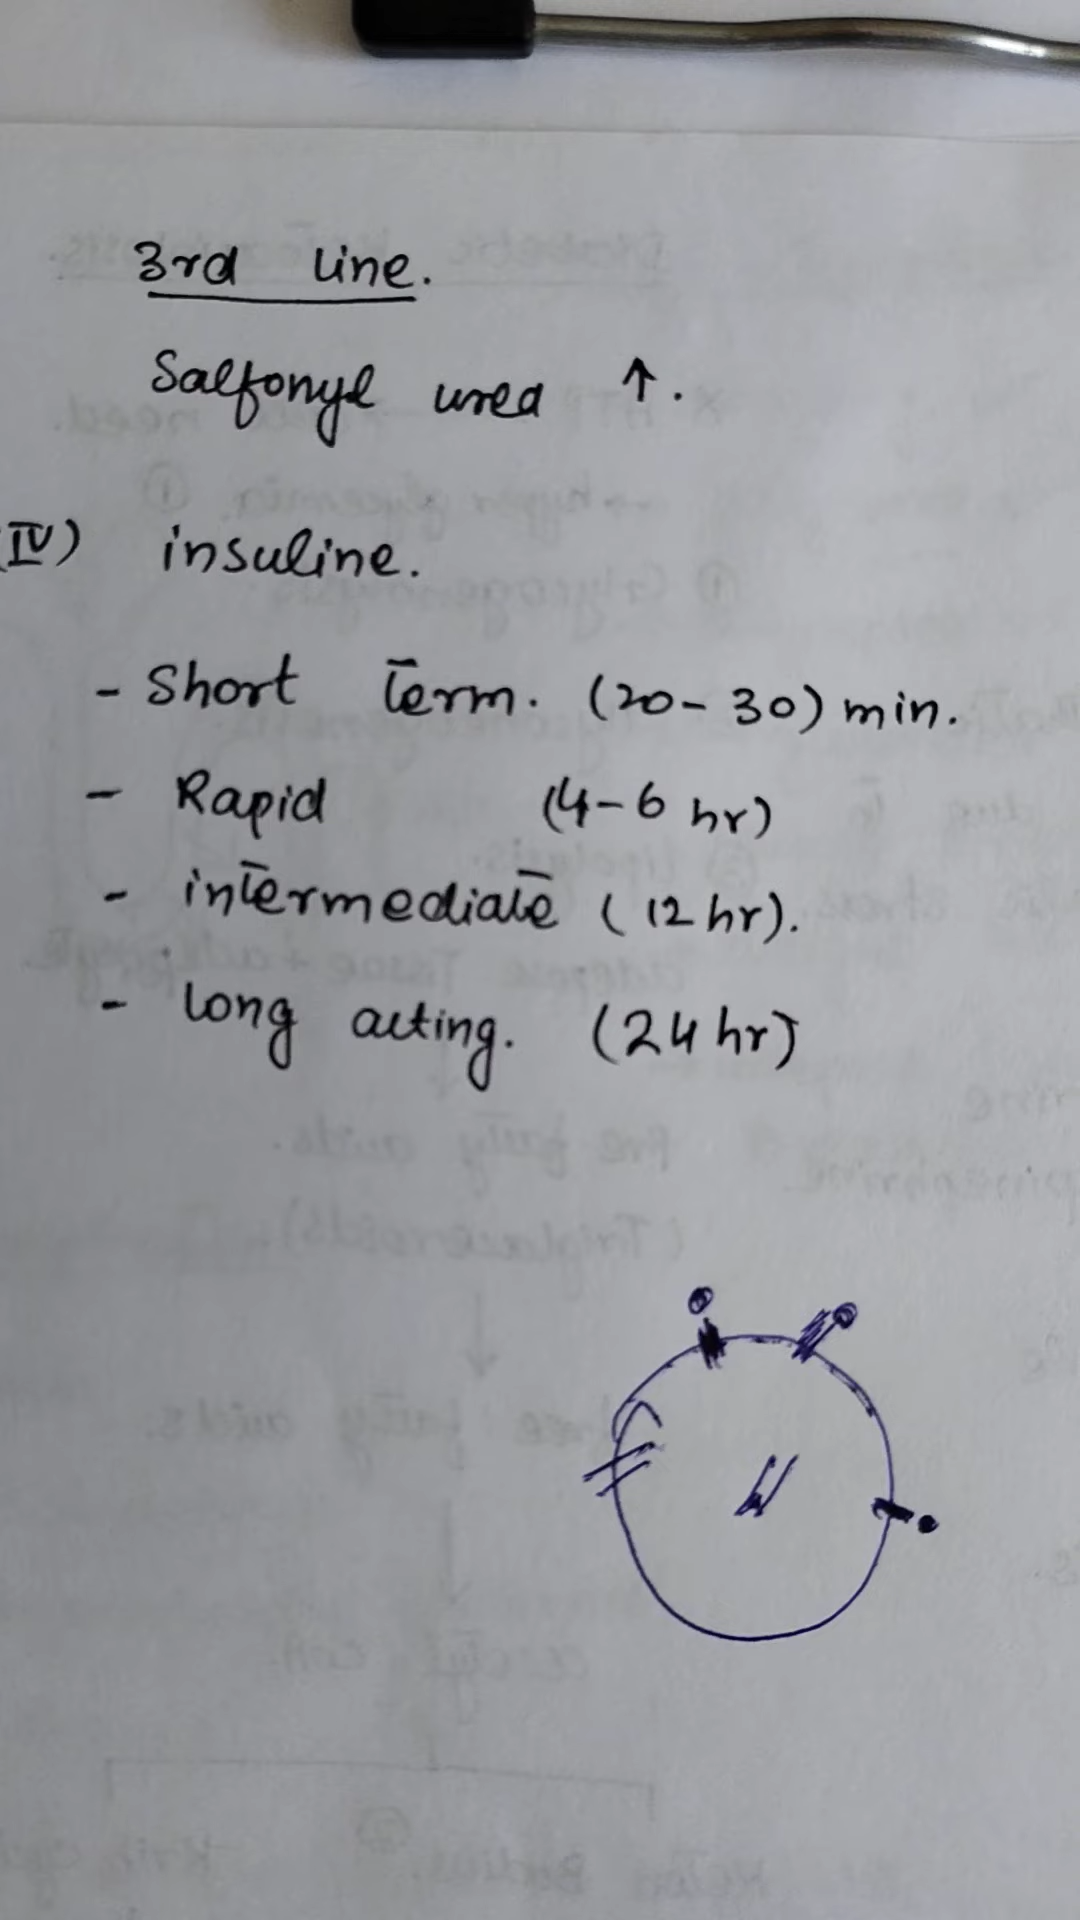 3rd line.
Salfonyl urea ↑.
(IV) insuline.
- Short term. (20-30) min.
- Rapid (4-6 hr)
- intermediate (12 hr).
- long acting. (24 hr)